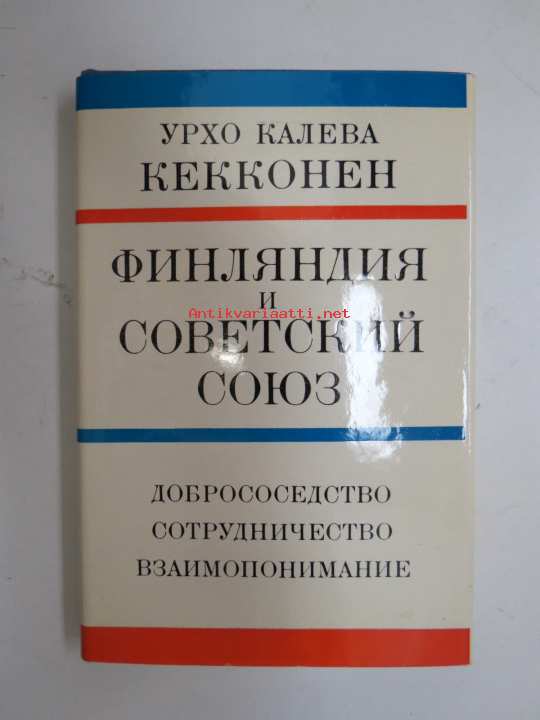 УРХО КАЛЕВА
КЕККОНЕН
ФИНЛЯНДИЯ
И
Antikvariaatti.net
СОВЕТСКИЙ
СОЮЗ
ДОБРОСОСЕДСТВО
СОТРУДНИЧЕСТВО
ВЗАИМОПОНИМАНИЕ